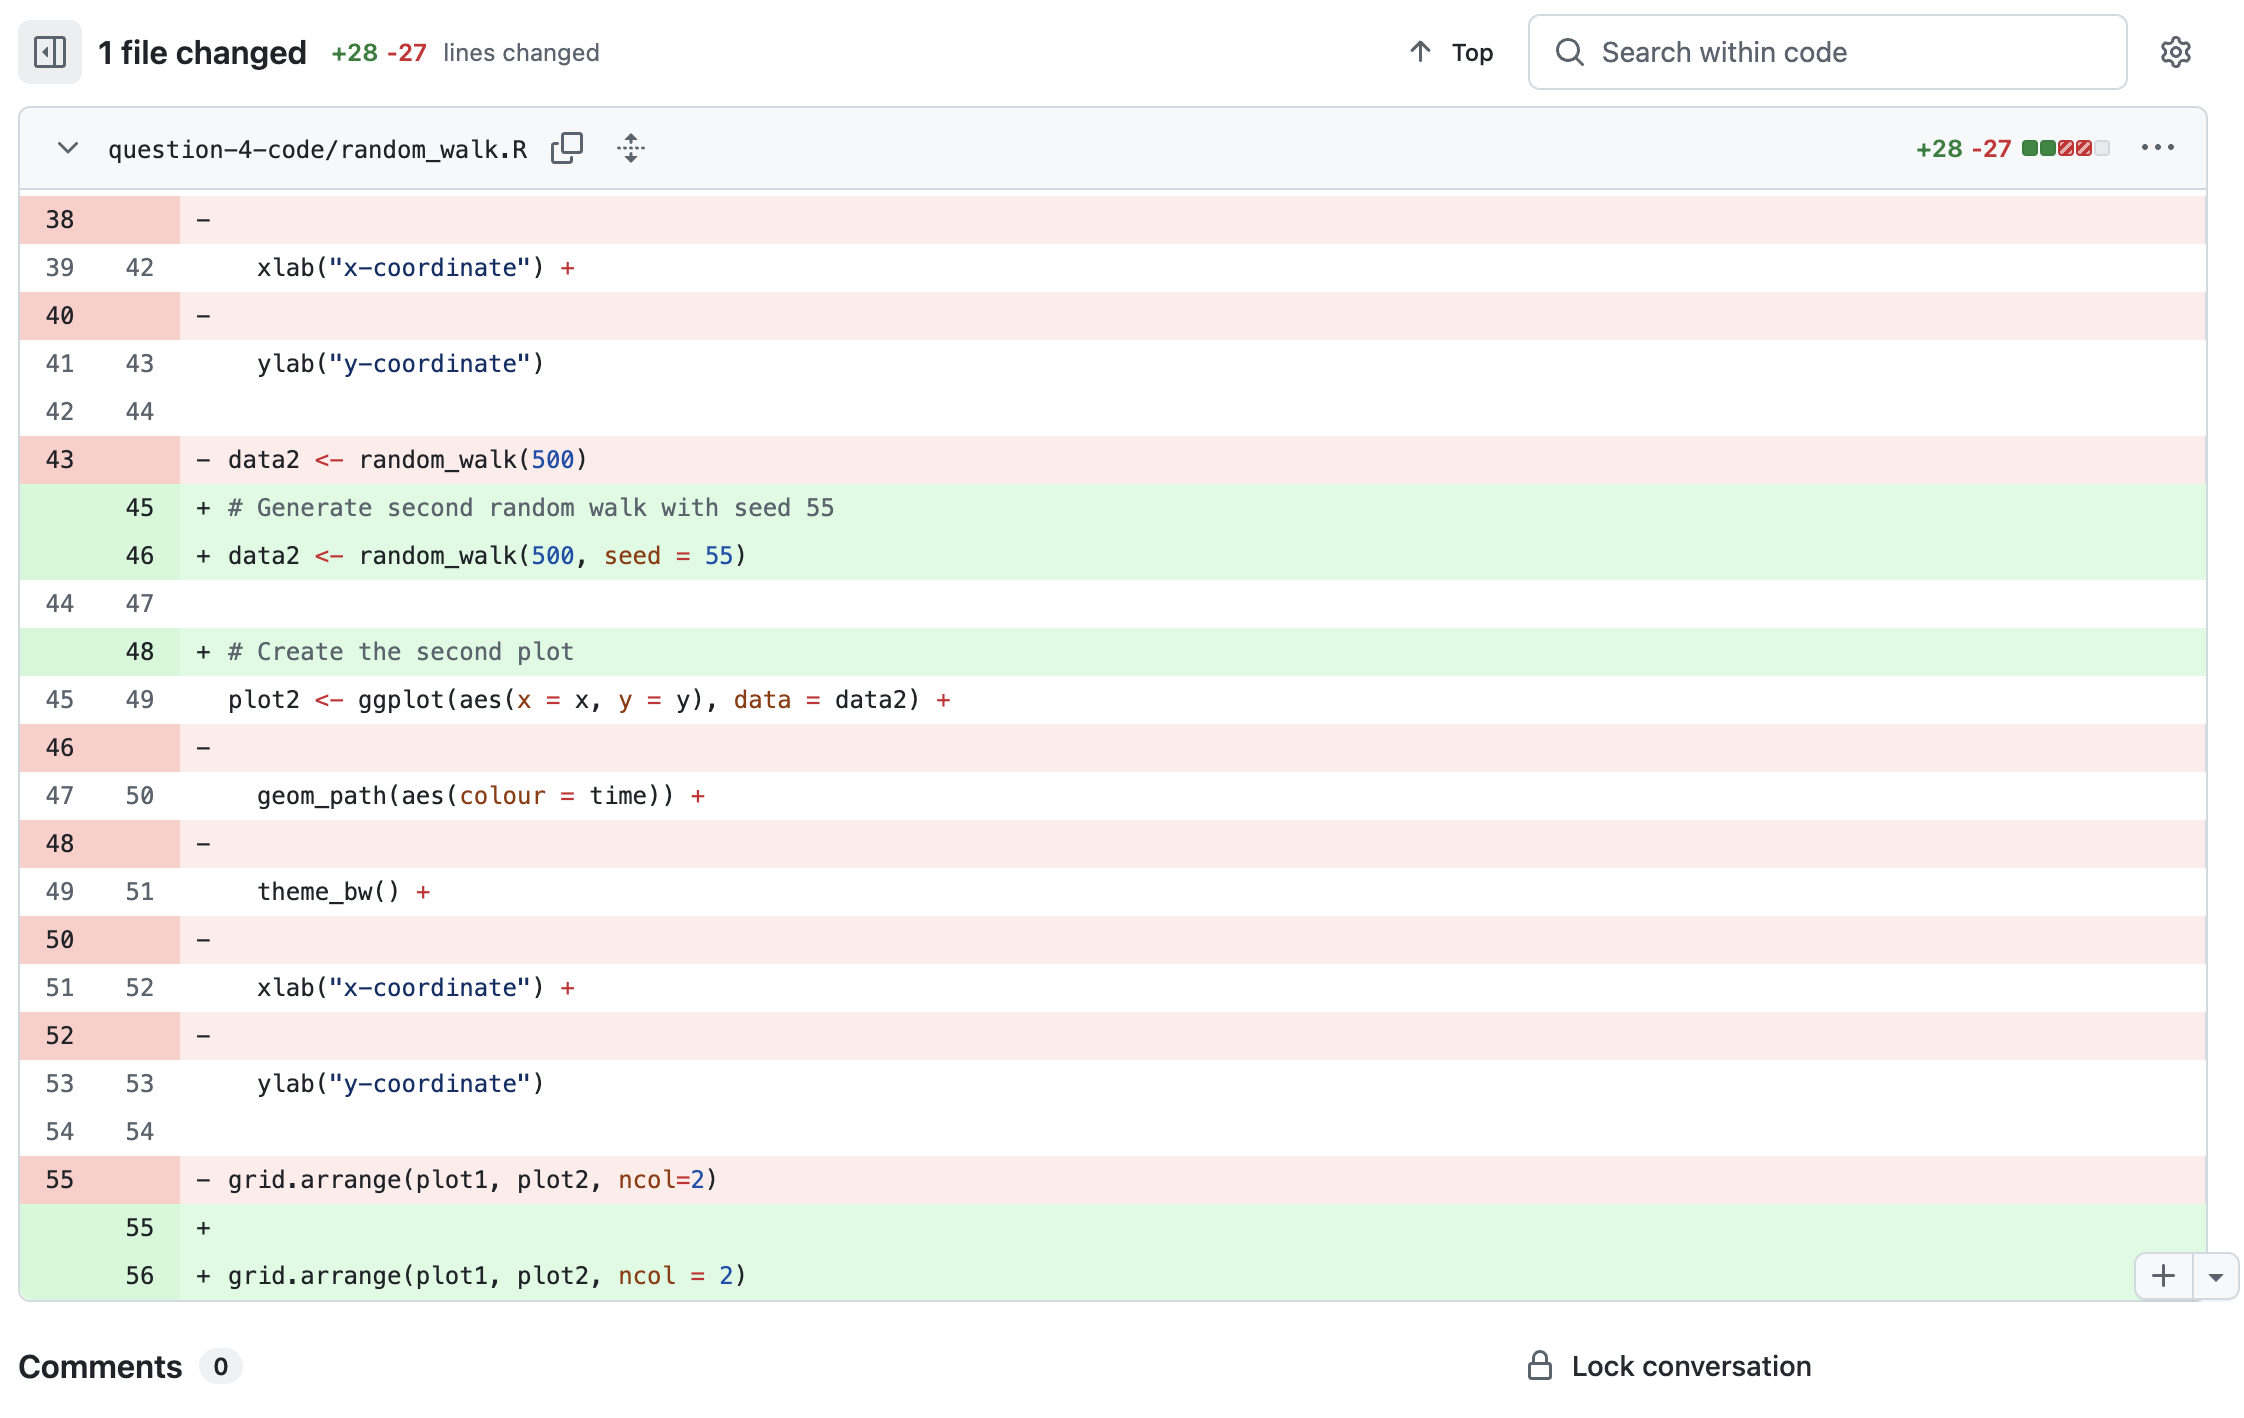 1 file changed +28 -27 lines changed Top Search within code
question-4-code/random_walk.R +28 -27
38 -
39 42 xlab("x-coordinate") +
40 -
41 43 ylab("y-coordinate")
42 44
43 - data2 <- random_walk(500)
45 + # Generate second random walk with seed 55
46 + data2 <- random_walk(500, seed = 55)
44 47
48 + # Create the second plot
45 49 plot2 <- ggplot(aes(x = x, y = y), data = data2) +
46 -
47 50 geom_path(aes(colour = time)) +
48 -
49 51 theme_bw() +
50 -
51 52 xlab("x-coordinate") +
52 -
53 53 ylab("y-coordinate")
54 54
55 - grid.arrange(plot1, plot2, ncol=2)
55 +
56 + grid.arrange(plot1, plot2, ncol = 2)
Comments 0 Lock conversation